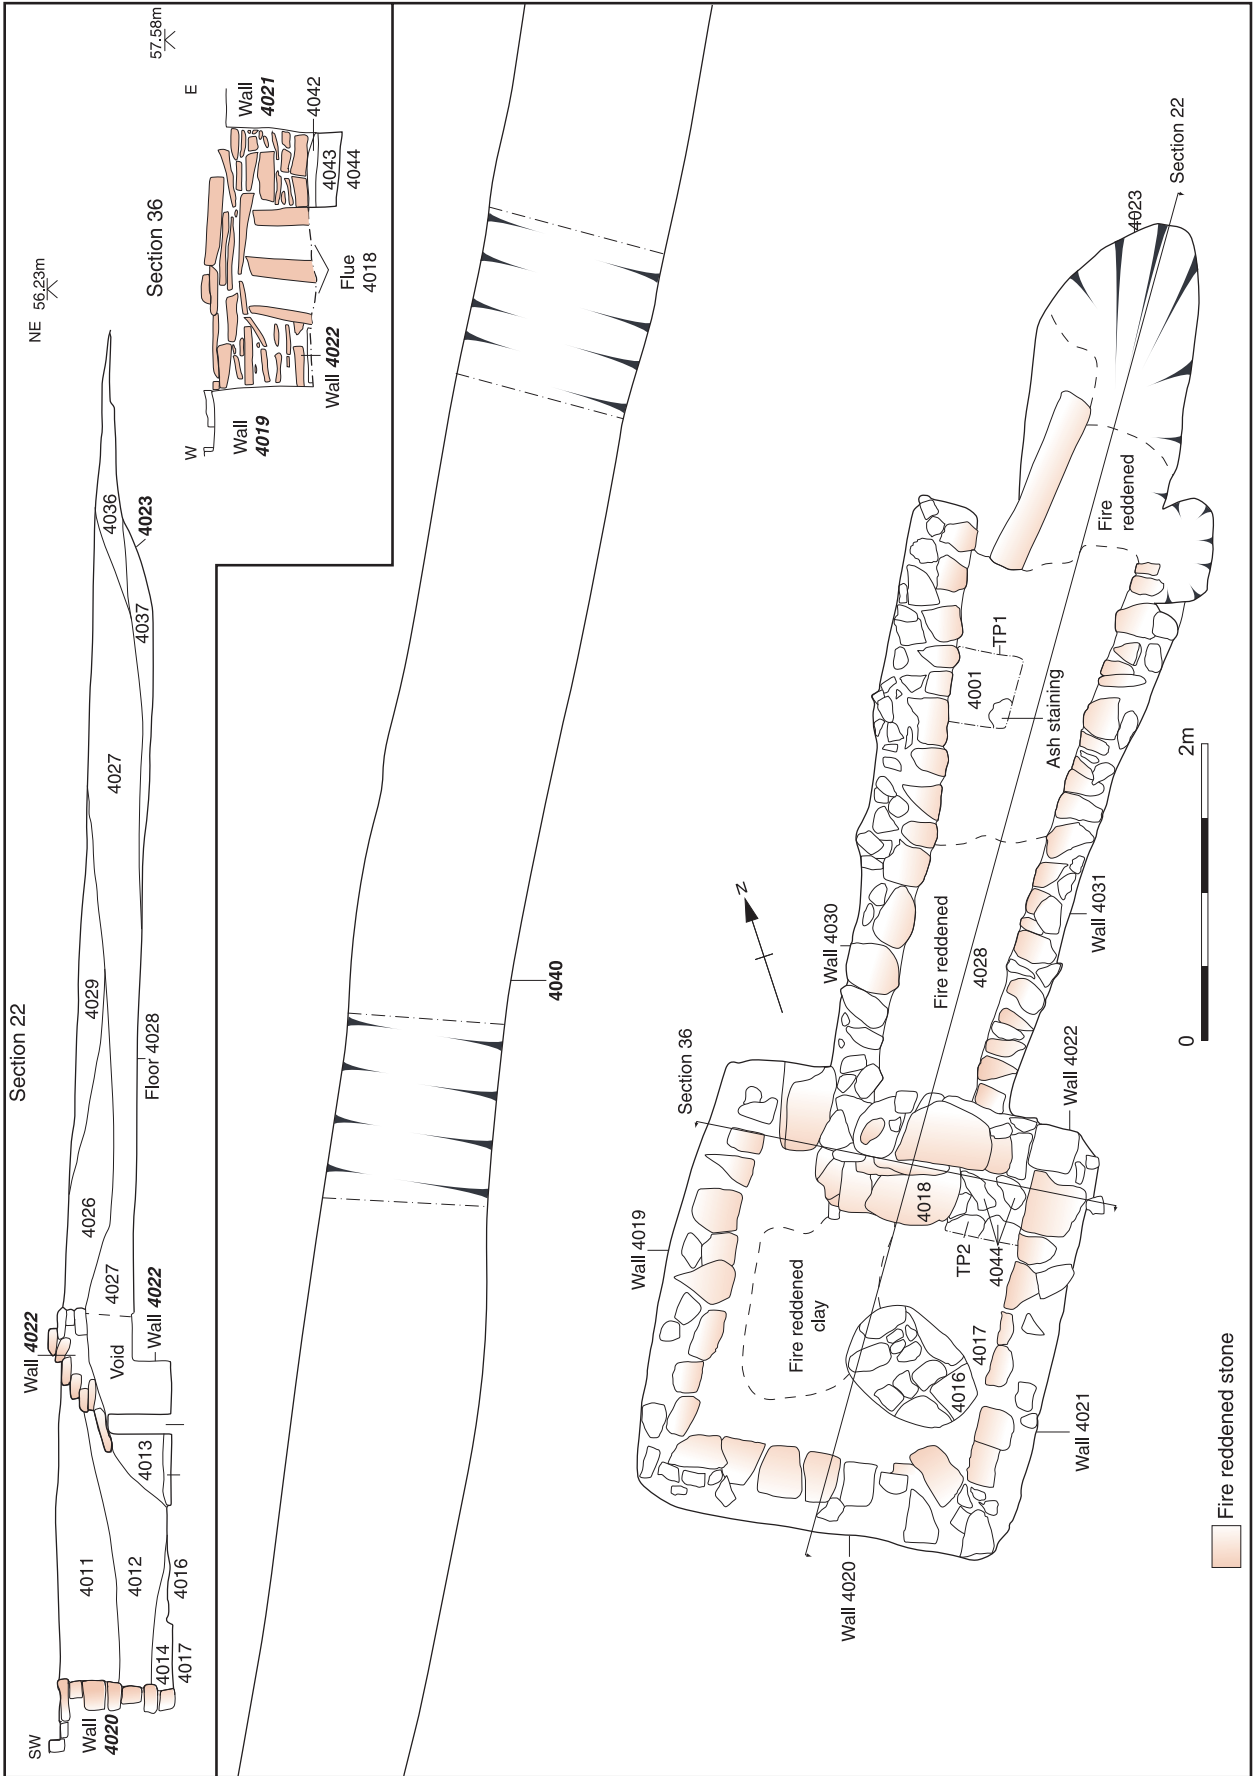 Section 22
SW
NE
56.23m
Wall
4020
4011
4012
4014
4017
4016
4013
Wall 4022
Void
Wall 4022
4027
4026
4029
Floor 4028
4027
4037
4036
4023
Section 36
W
E
57.58m
Wall
4019
Wall 4022
Flue
4018
Wall
4021
4042
4043
4044
4040
N
Section 36
Section 22
4023
Fire
reddened
TP1
4001
Ash staining
Wall 4030
Fire reddened
4028
Wall 4031
Wall 4022
Wall 4019
4018
TP2
4044
Fire reddened
clay
4017
4016
Wall 4021
Wall 4020
0
2m
Fire reddened stone